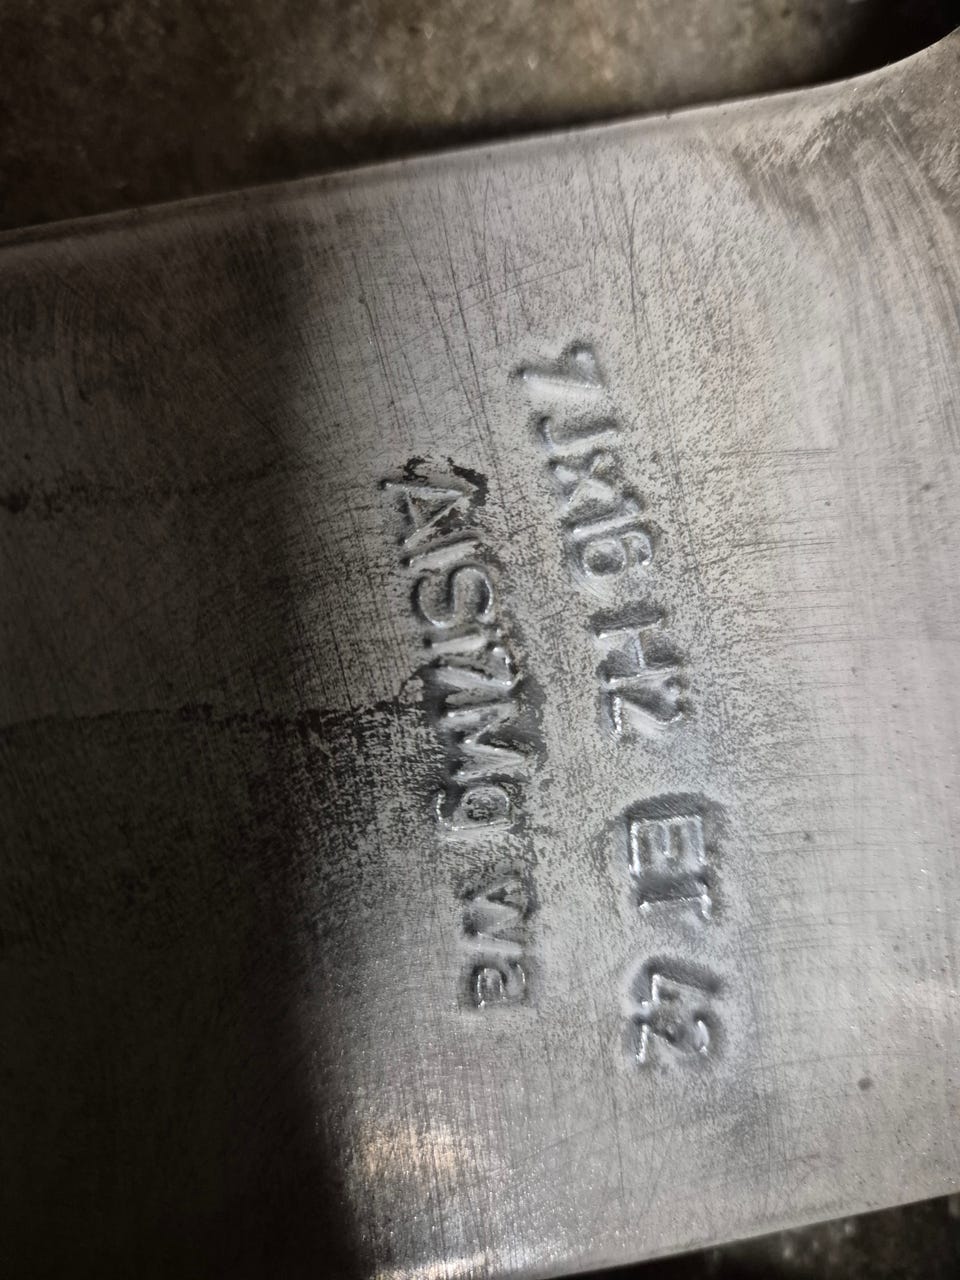 7Jx16 H2 ET 42
AlSi7Mg wa